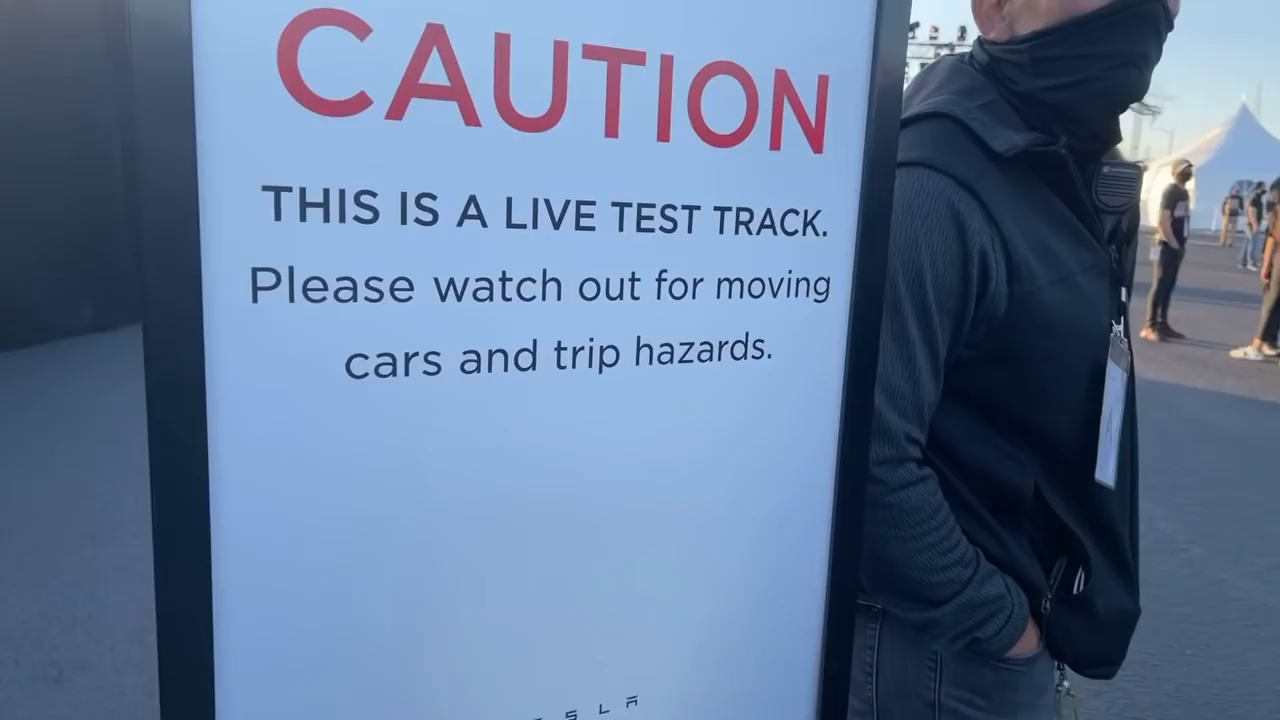 CAUTION
THIS IS A LIVE TEST TRACK.
Please watch out for moving
cars and trip hazards.